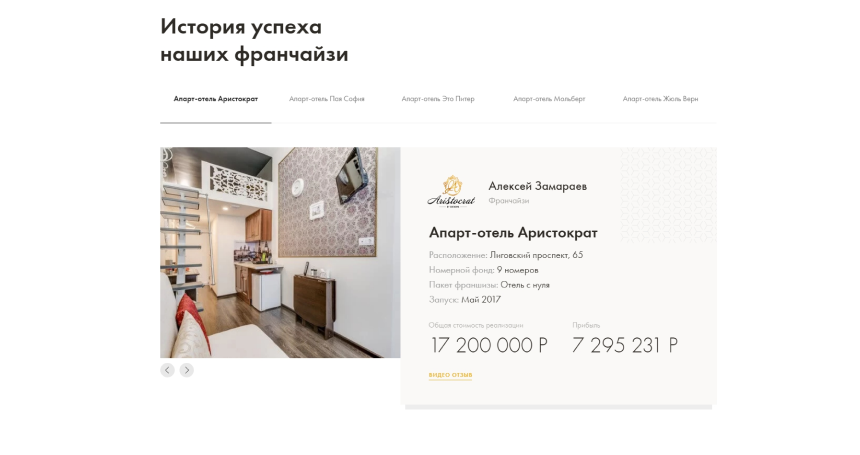 История успеха
наших франчайзи
Апарт-отель Аристократ
Апарт-отель Пая София
Апарт-отель Это Питер
Апарт-отель Мольберт
Апарт-отель Жюль Верн
Aristocrat
Алексей Замараев
Франчайзи
Апарт-отель Аристократ
Расположение: Лиговский проспект, 65
Номерной фонд: 9 номеров
Пакет франшизы: Отель с нуля
Запуск: Май 2017
Общая стоимость реализации
Прибыль
17 200 000 Р
7 295 231 Р
ВИДЕО ОТЗЫВ